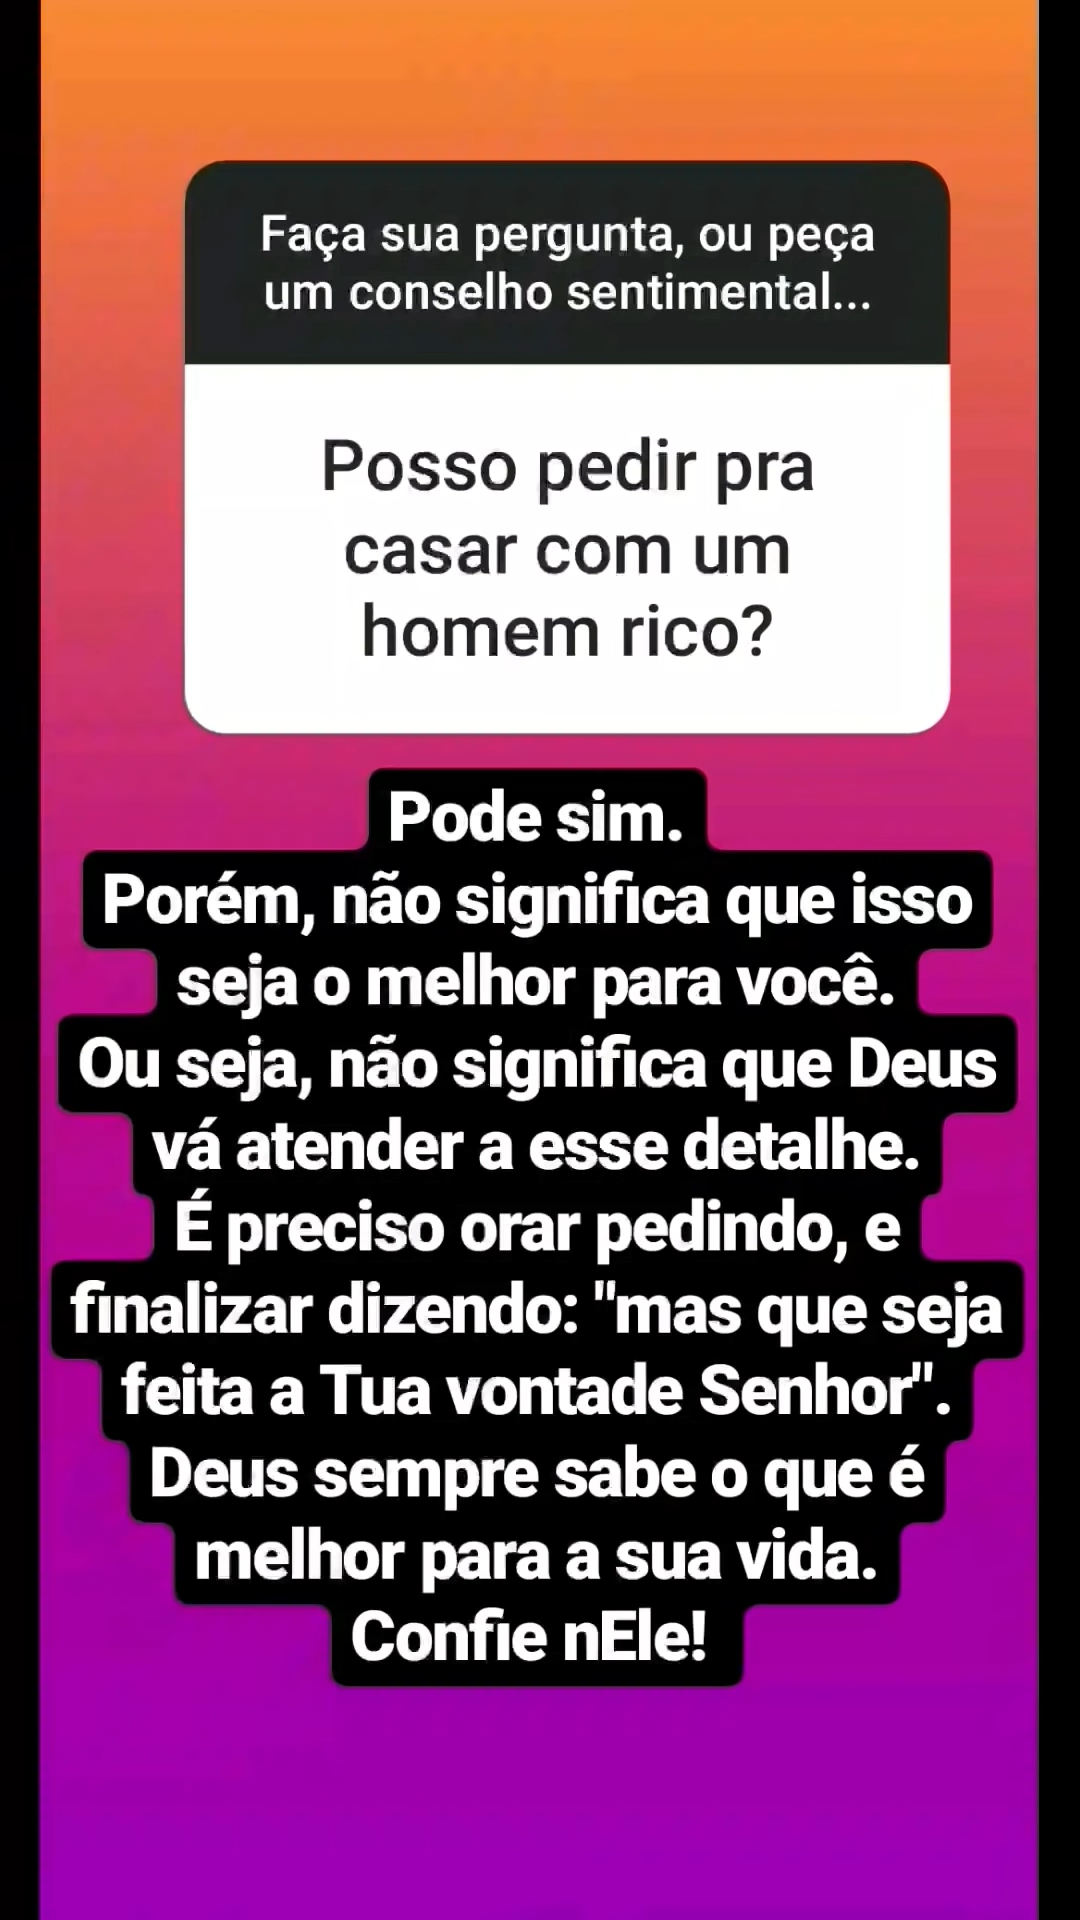 Faça sua pergunta, ou peça
um conselho sentimental...
Posso pedir pra
casar com um
homem rico?
Pode sim.
Porém, não significa que isso
seja o melhor para você.
Ou seja, não significa que Deus
vá atender a esse detalhe.
É preciso orar pedindo, e
finalizar dizendo: "mas que seja
feita a Tua vontade Senhor".
Deus sempre sabe o que é
melhor para a sua vida.
Confie nEle!